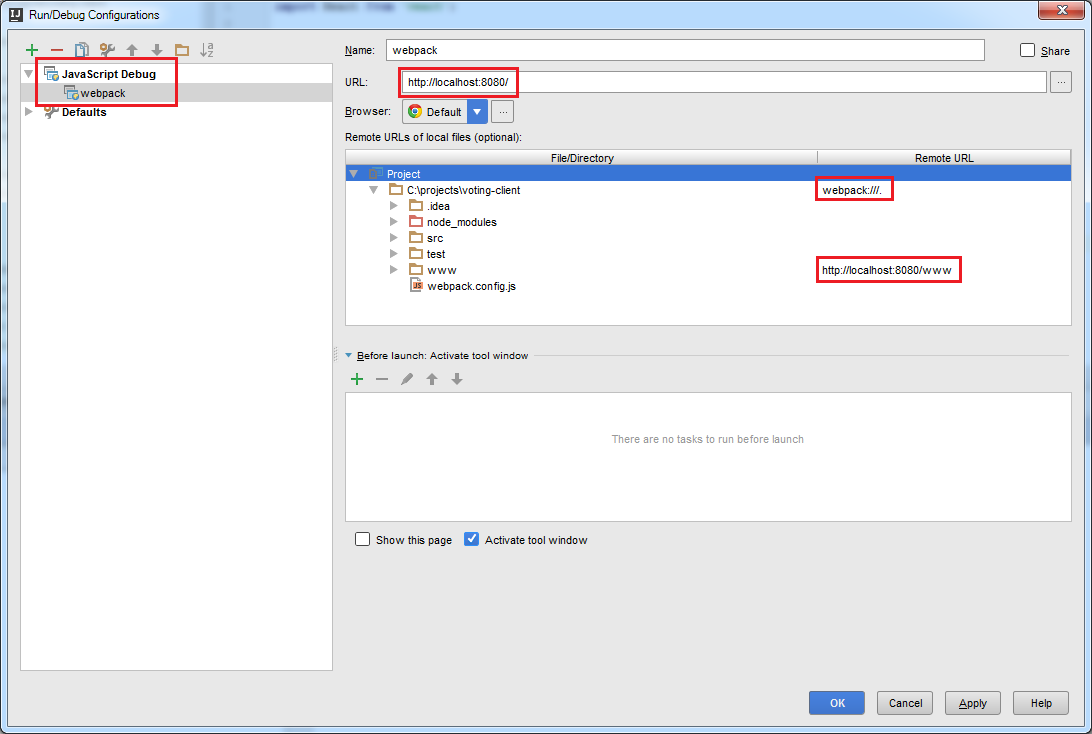 Run/Debug Configurations
JavaScript Debug
webpack
Defaults
Name: webpack
Share
URL: http://localhost:8080/ ...
Browser: Default ...
Remote URLs of local files (optional):
File/Directory Remote URL
Project
C:\projects\voting-client webpack:///.
.idea
node_modules
src
test
www http://localhost:8080/www
webpack.config.js
Before launch: Activate tool window
There are no tasks to run before launch
Show this page Activate tool window
OK Cancel Apply Help